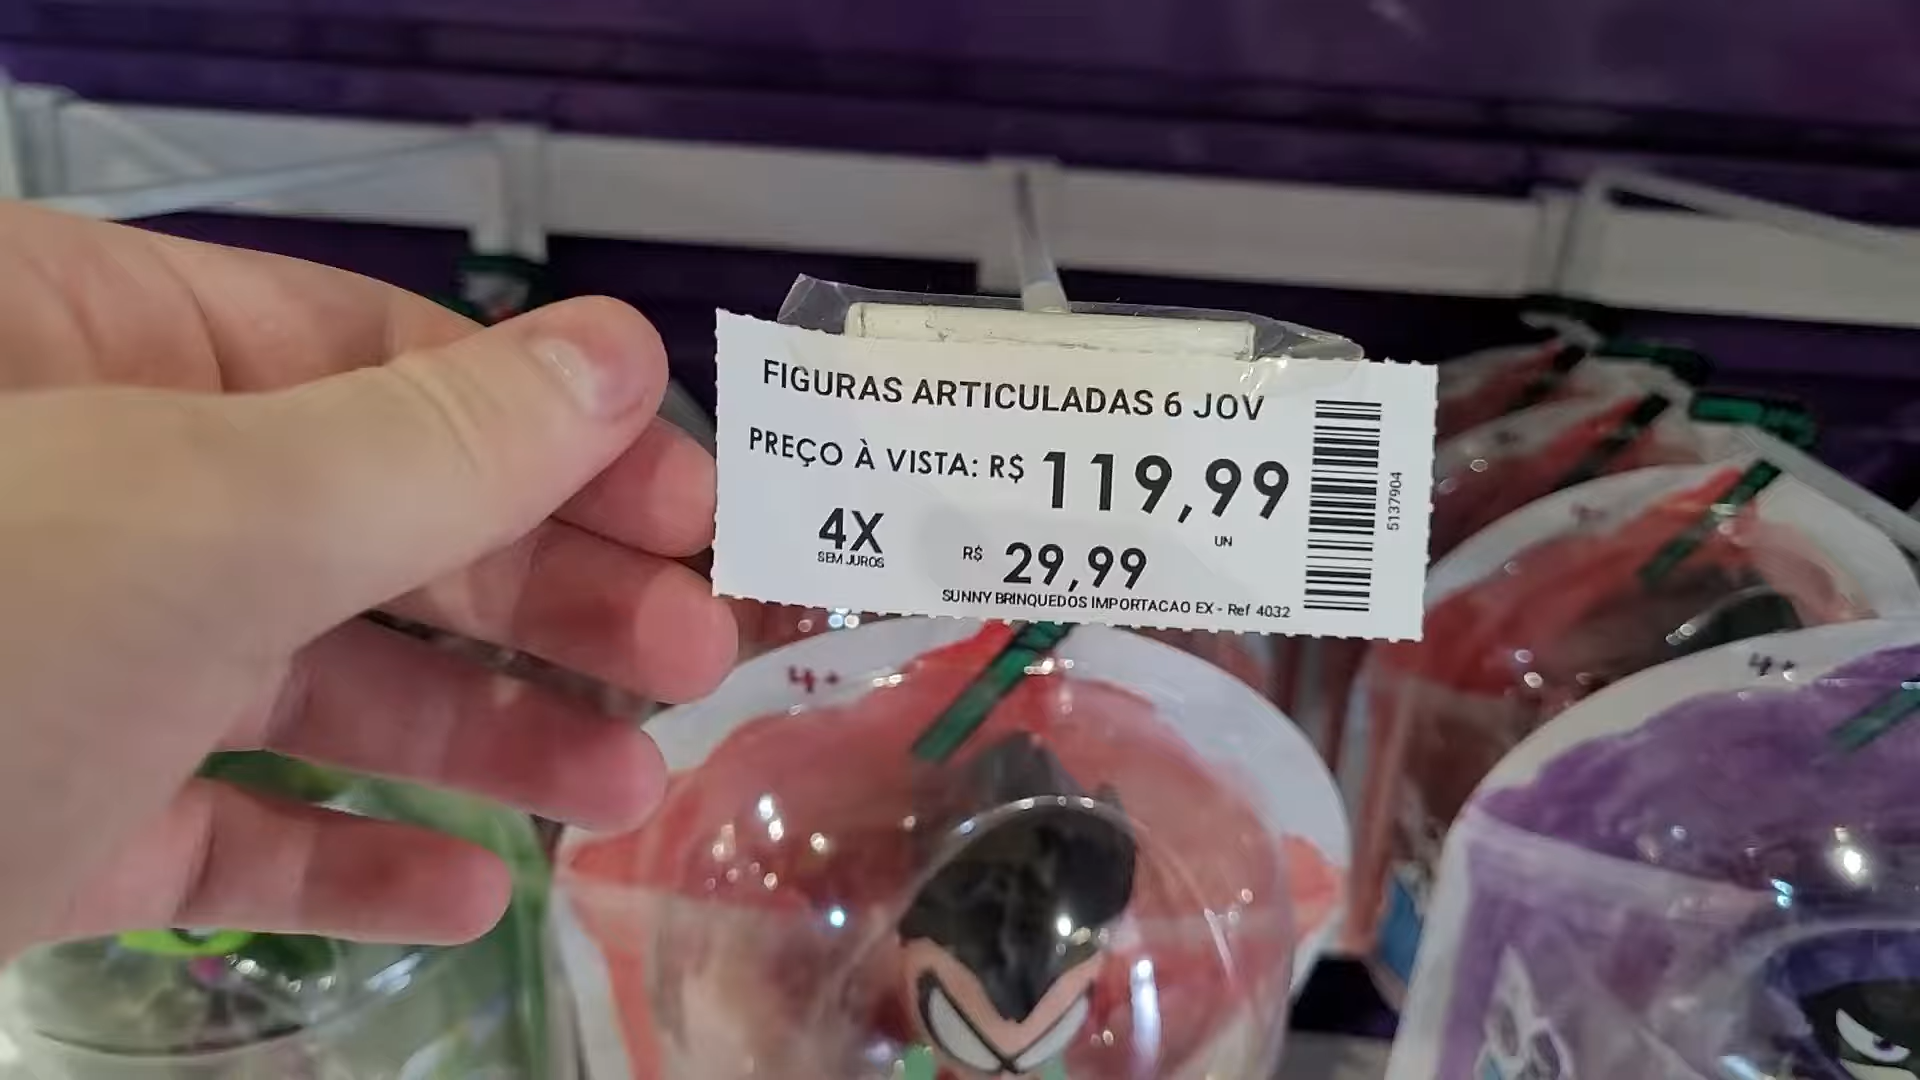 FIGURAS ARTICULADAS 6 JOV
PREÇO À VISTA: R$ 119,99
UN
4X
SEM JUROS
R$ 29,99
SUNNY BRINQUEDOS IMPORTACAO EX - Ref 4032
5137904
4+
4+